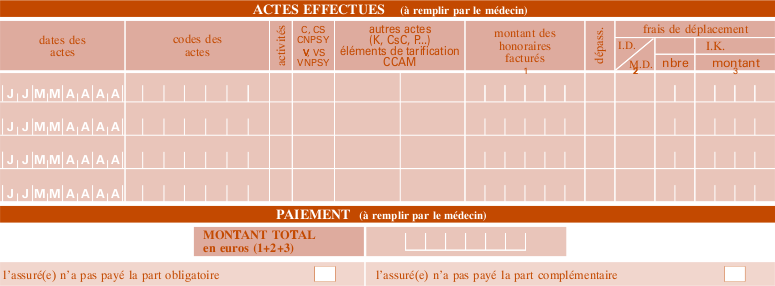 ACTES EFFECTUES (à remplir par le médecin)
dates des actes
codes des actes
activités
C, CS
CNPSY
V, VS
VNPSY
autres actes
(K, CsC, P...)
éléments de tarification
CCAM
montant des
honoraires
facturés
1
dépass.
frais de déplacement
I.D.
M.D.
2
I.K.
nbre
montant
3
J J M M A A A A
J J M M A A A A
J J M M A A A A
J J M M A A A A
PAIEMENT (à remplir par le médecin)
MONTANT TOTAL
en euros (1+2+3)
l'assuré(e) n'a pas payé la part obligatoire
l'assuré(e) n'a pas payé la part complémentaire